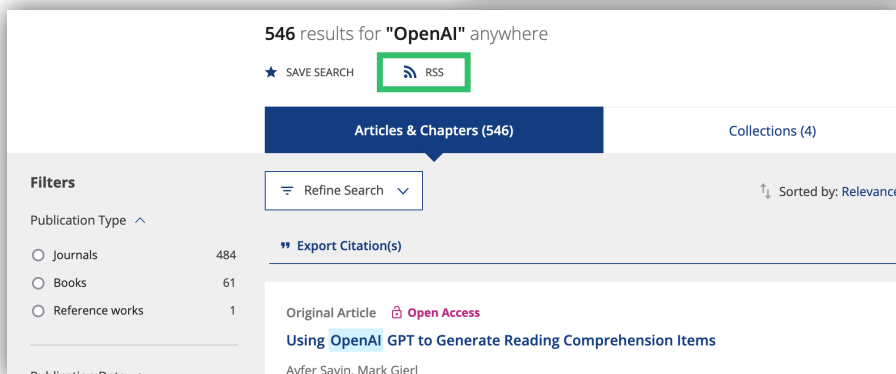 546 results for "OpenAI" anywhere
SAVE SEARCH RSS
Articles & Chapters (546) Collections (4)
Filters
Refine Search
Sorted by: Relevance
Publication Type
Export Citation(s)
Journals 484
Books 61
Reference works 1
Original Article Open Access
Using OpenAI GPT to Generate Reading Comprehension Items
Ayfer Sayin, Mark Gierl